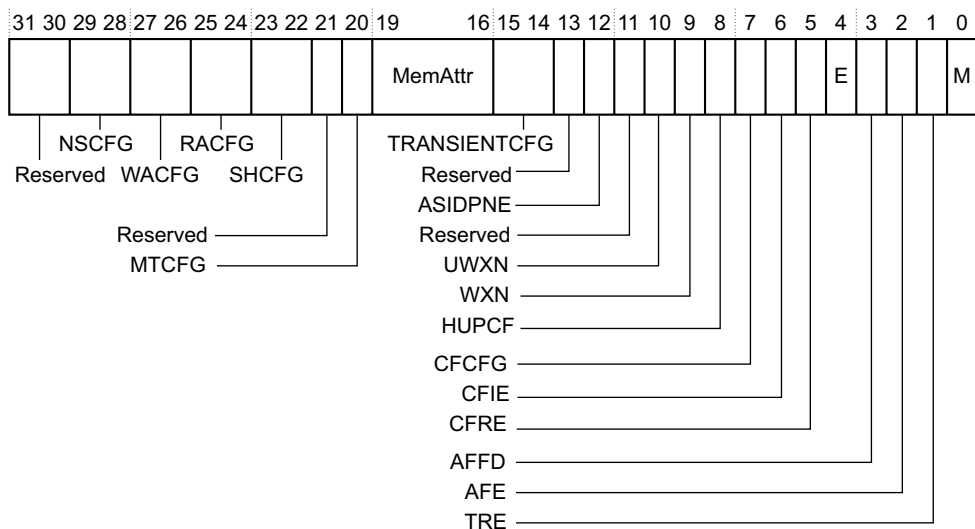 31 30 29 28 27 26 25 24 23 22 21 20 19 16 15 14 13 12 11 10 9 8 7 6 5 4 3 2 1 0
MemAttr E M
NSCFG RACFG TRANSIENTCFG
Reserved WACFG SHCFG Reserved
ASIDPNE
Reserved Reserved
MTCFG UWXN
WXN
HUPCF
CFCFG
CFIE
CFRE
AFFD
AFE
TRE